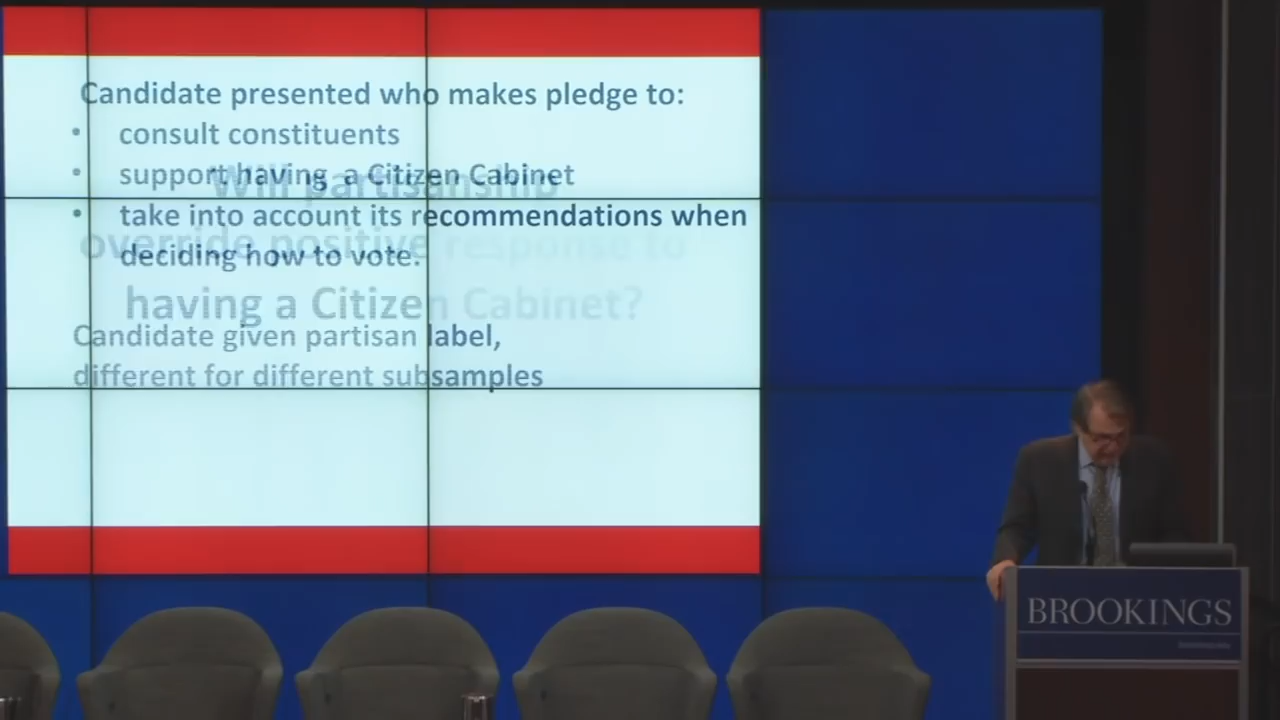 Candidate presented who makes pledge to:
• consult constituents
• support having a Citizen Cabinet
• take into account its recommendations when
deciding how to vote.
Candidate given partisan label,
different for different subsamples
Will partisanship
override positive response to
having a Citizen Cabinet?
BROOKINGS